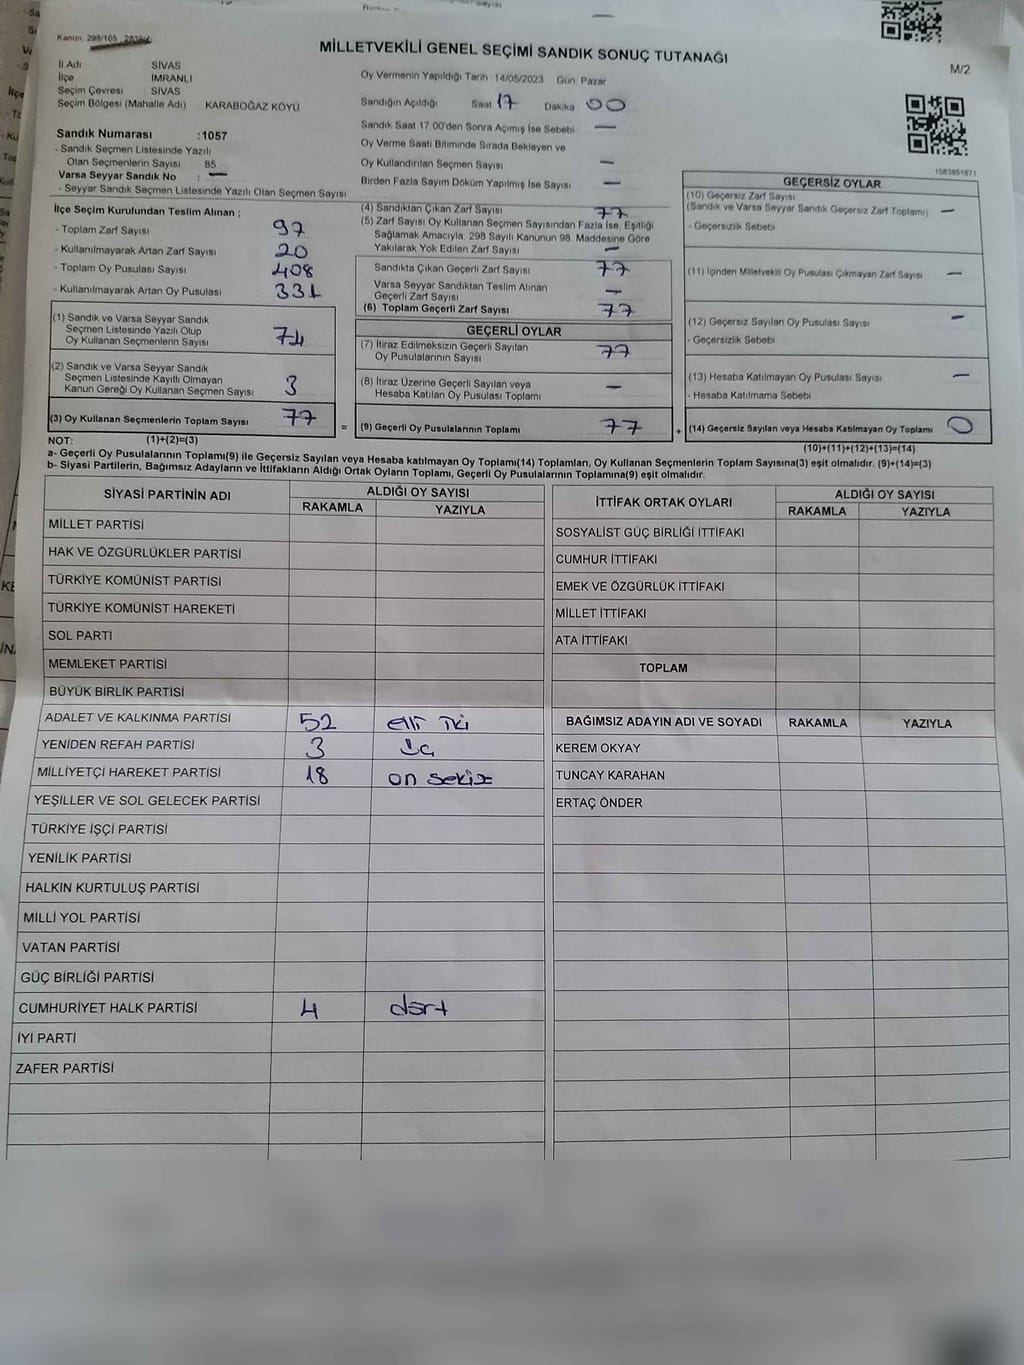 Kanun. 298/105
MİLLETVEKİLİ GENEL SEÇİMİ SANDIK SONUÇ TUTANAĞI
M/2
İl Adı SİVAS
İlçe İMRANLI
Seçim Çevresi SİVAS
Seçim Bölgesi (Mahalle Adı) KARABOĞAZ KÖYÜ
Sandık Numarası :1057
- Sandık Seçmen Listesinde Yazılı
Olan Seçmenlerin Sayısı 85
Varsa Seyyar Sandık No : —
- Seyyar Sandık Seçmen Listesinde Yazılı Olan Seçmen Sayısı
Oy Vermenin Yapıldığı Tarih 14/05/2023 Gün Pazar
Sandığın Açıldığı Saat 17 Dakika 00
Sandık Saat 17:00'den Sonra Açımış İse Sebebi —
Oy Verme Saati Bitiminde Sırada Bekleyen ve
Oy Kullandırılan Seçmen Sayısı —
Birden Fazla Sayım Döküm Yapılmış İse Sayısı —
1083851671
İlçe Seçim Kurulundan Teslim Alınan ;
- Toplam Zarf Sayısı 97
- Kullanılmayarak Artan Zarf Sayısı 20
- Toplam Oy Pusulası Sayısı 408
- Kullanılmayarak Artan Oy Pusulası 331
(1) Sandık ve Varsa Seyyar Sandık
Seçmen Listesinde Yazılı Olup
Oy Kullanan Seçmenlerin Sayısı 74
(2) Sandık ve Varsa Seyyar Sandık
Seçmen Listesinde Kayıtlı Olmayan
Kanun Gereği Oy Kullanan Seçmen Sayısı 3
(3) Oy Kullanan Seçmenlerin Toplam Sayısı 77
(4) Sandıktan Çıkan Zarf Sayısı 77
(5) Zarf Sayısı Oy Kullanan Seçmen Sayısından Fazla İse, Eşitliği
Sağlamak Amacıyla, 298 Sayılı Kanunun 98. Maddesine Göre
Yakılarak Yok Edilen Zarf Sayısı —
Sandıkta Çıkan Geçerli Zarf Sayısı 77
Varsa Seyyar Sandıktan Teslim Alınan
Geçerli Zarf Sayısı —
(6) Toplam Geçerli Zarf Sayısı 77
GEÇERLİ OYLAR
(7) İtiraz Edilmeksizin Geçerli Sayılan
Oy Pusulalarının Sayısı 77
(8) İtiraz Üzerine Geçerli Sayılan veya
Hesaba Katılan Oy Pusulası Toplamı —
= (9) Geçerli Oy Pusulalarının Toplamı 77 +
GEÇERSİZ OYLAR
(10) Geçersiz Zarf Sayısı
(Sandık ve Varsa Seyyar Sandık Geçersiz Zarf Toplamı) —
- Geçersizlik Sebebi
(11) İçinden Milletvekili Oy Pusulası Çıkmayan Zarf Sayısı —
(12) Geçersiz Sayılan Oy Pusulası Sayısı —
- Geçersizlik Sebebi
(13) Hesaba Katılmayan Oy Pusulası Sayısı —
- Hesaba Katılmama Sebebi
(14) Geçersiz Sayılan veya Hesaba Katılmayan Oy Toplamı 0
NOT: (1)+(2)=(3) (10)+(11)+(12)+(13)=(14)
a- Geçerli Oy Pusulalarının Toplamı(9) ile Geçersiz Sayılan veya Hesaba katılmayan Oy Toplamı(14) Toplamları, Oy Kullanan Seçmenlerin Toplam Sayısına(3) eşit olmalıdır. (9)+(14)=(3)
b- Siyasi Partilerin, Bağımsız Adayların ve İttifakların Aldığı Ortak Oyların Toplamı, Geçerli Oy Pusulalarının Toplamına(9) eşit olmalıdır.
SİYASİ PARTİNİN ADI ALDIĞI OY SAYISI
RAKAMLA YAZIYLA
MİLLET PARTİSİ
HAK VE ÖZGÜRLÜKLER PARTİSİ
TÜRKİYE KOMÜNİST PARTİSİ
TÜRKİYE KOMÜNİST HAREKETİ
SOL PARTİ
MEMLEKET PARTİSİ
BÜYÜK BİRLİK PARTİSİ
ADALET VE KALKINMA PARTİSİ 52 elli iki
YENİDEN REFAH PARTİSİ 3 üç
MİLLİYETÇİ HAREKET PARTİSİ 18 on sekiz
YEŞİLLER VE SOL GELECEK PARTİSİ
TÜRKİYE İŞÇİ PARTİSİ
YENİLİK PARTİSİ
HALKIN KURTULUŞ PARTİSİ
MİLLİ YOL PARTİSİ
VATAN PARTİSİ
GÜÇ BİRLİĞİ PARTİSİ
CUMHURİYET HALK PARTİSİ 4 dört
İYİ PARTİ
ZAFER PARTİSİ
İTTİFAK ORTAK OYLARI ALDIĞI OY SAYISI
RAKAMLA YAZIYLA
SOSYALİST GÜÇ BİRLİĞİ İTTİFAKI
CUMHUR İTTİFAKI
EMEK VE ÖZGÜRLÜK İTTİFAKI
MİLLET İTTİFAKI
ATA İTTİFAKI
TOPLAM
BAĞIMSIZ ADAYIN ADI VE SOYADI RAKAMLA YAZIYLA
KEREM OKYAY
TUNCAY KARAHAN
ERTAÇ ÖNDER